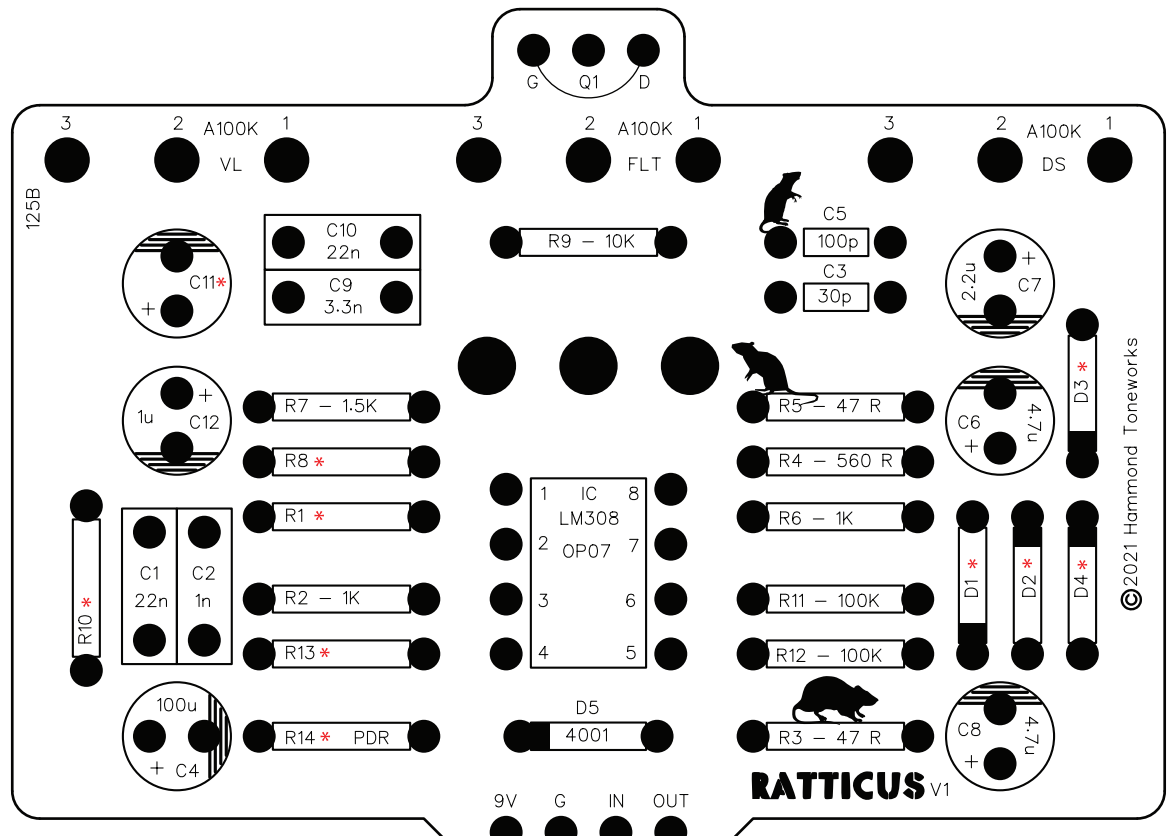 G Q1 D
3 2 A100K 1
VL
3 2 A100K 1
FLT
3 2 A100K 1
DS
125B
C11*
+
C10
22n
C9
3.3n
R9 - 10K
C5
100p
C3
30p
2.2u
+
C7
1u
+
C12
R7 - 1.5K
R8 *
R1 *
R5 - 47 R
R4 - 560 R
R6 - 1K
C6
+
4.7u
D3 *
©2021 Hammond Toneworks
R10 *
C1
22n
C2
1n
R2 - 1K
R13 *
1 IC 8
LM308
2 OP07 7
3 6
4 5
R11 - 100K
R12 - 100K
D1 *
D2 *
D4 *
100u
+ C4
R14 * PDR
D5
4001
R3 - 47 R
C8
+
4.7u
RATTICUS V1
9V G IN OUT